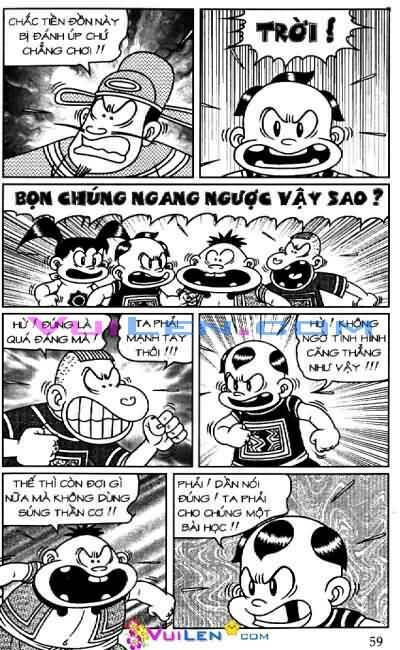 CHẮC TIỀN ĐỒN NÀY
BỊ ĐÁNH ÚP CHỨ
CHẲNG CHƠI !!
TRỜI !
BỌN CHÚNG NGANG NGƯỢC VẬY SAO ?
HỪ ! ĐÚNG LÀ
QUÁ ĐÁNG MÀ !
TA PHẢI
MẠNH TAY
THÔI !!!
HỪ ! KHÔNG
NGỜ TÌNH HÌNH
CĂNG THẲNG
NHƯ VẬY !!!
VUILEN.COM
THẾ THÌ CÒN ĐỢI GÌ
NỮA MÀ KHÔNG DÙNG
SÚNG THẦN CƠ !!
PHẢI ! DẦN NÓI
ĐÚNG ! TA PHẢI
CHO CHÚNG MỘT
BÀI HỌC !!
VUILEN.COM
59